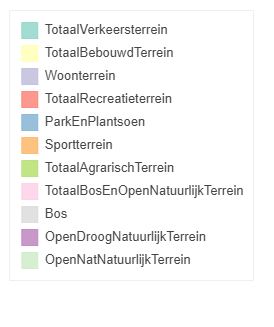 TotaalVerkeersterrein
TotaalBebouwdTerrein
Woonterrein
TotaalRecreatieterrein
ParkEnPlantsoen
Sportterrein
TotaalAgrarischTerrein
TotaalBosEnOpenNatuurlijkTerrein
Bos
OpenDroogNatuurlijkTerrein
OpenNatNatuurlijkTerrein